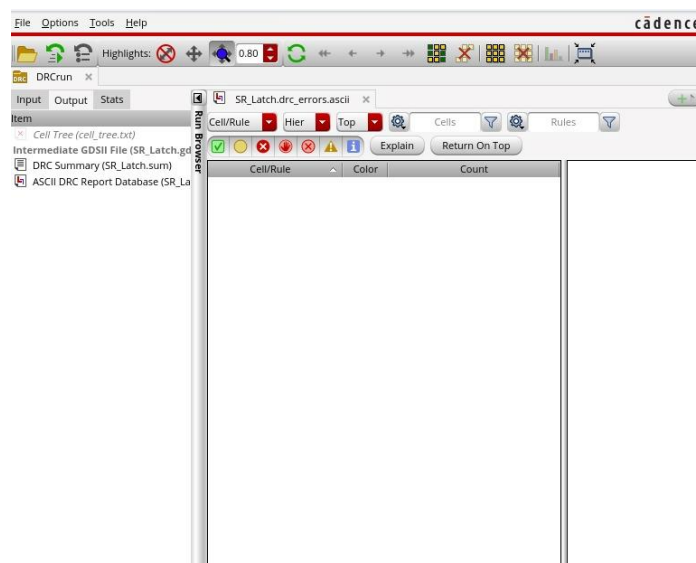 File Options Tools Help
cādence
Highlights: 0.80
DRC DRCrun
Input Output Stats
SR_Latch.drc_errors.ascii
Item
Cell/Rule Hier Top Cells Rules
Cell Tree (cell_tree.txt)
Intermediate GDSII File (SR_Latch.gd
Explain Return On Top
DRC Summary (SR_Latch.sum)
ASCII DRC Report Database (SR_La
Run Browser
Cell/Rule Color Count